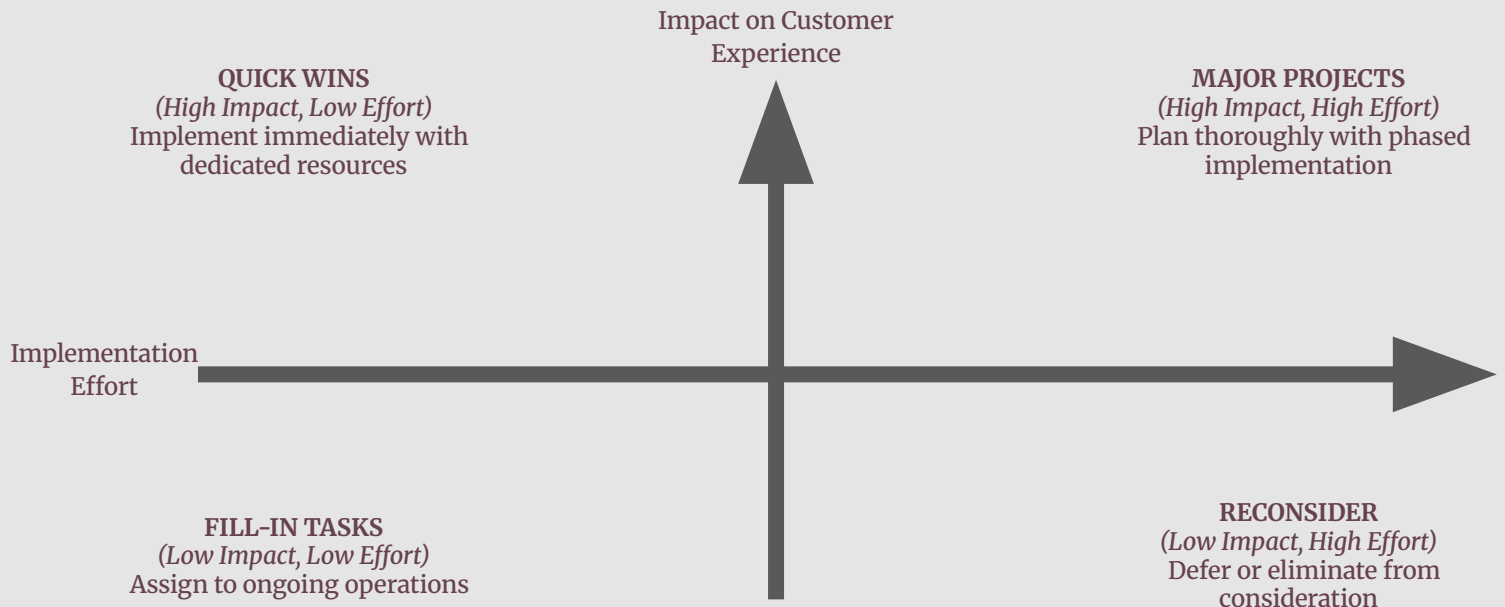 Impact on Customer
Experience
QUICK WINS
(High Impact, Low Effort)
Implement immediately with
dedicated resources
MAJOR PROJECTS
(High Impact, High Effort)
Plan thoroughly with phased
implementation
Implementation
Effort
FILL-IN TASKS
(Low Impact, Low Effort)
Assign to ongoing operations
RECONSIDER
(Low Impact, High Effort)
Defer or eliminate from
consideration